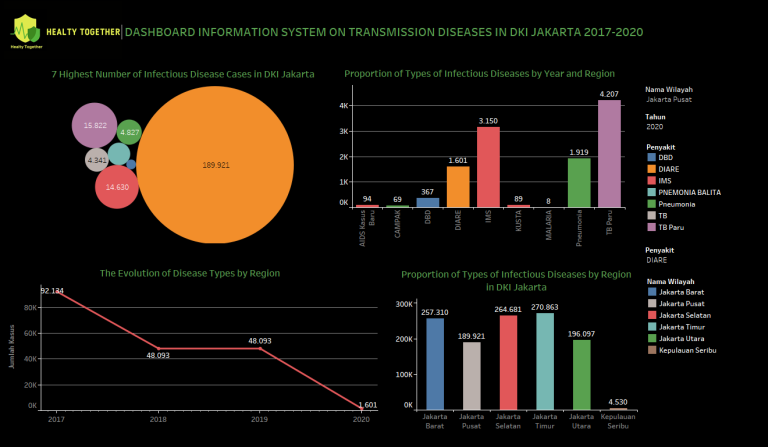 HEALTY TOGETHER
Healty Together
DASHBOARD INFORMATION SYSTEM ON TRANSMISSION DISEASES IN DKI JAKARTA 2017-2020
7 Highest Number of Infectious Disease Cases in DKI Jakarta
15.822
4.827
4.241
14.630
189.921
Proportion of Types of Infectious Diseases by Year and Region
4K
3K
2K
1K
0K
94
69
367
1.601
3.150
89
8
1.919
4.207
AIDS Kasus
Baru
CAMPAK
DBD
DIARE
IMS
KUSTA
MALARIA
Pneumonia
TB Paru
Nama Wilayah
Jakarta Pusat
Tahun
2020
Penyakit
DBD
DIARE
IMS
PNEMONIA BALITA
Pneumonia
TB
TB Paru
Penyakit
DIARE
Nama Wilayah
Jakarta Barat
Jakarta Pusat
Jakarta Selatan
Jakarta Timur
Jakarta Utara
Kepulauan Seribu
The Evolution of Disease Types by Region
Jumlah Kasus
80K
60K
40K
20K
0K
92.134
48.093
48.093
1.601
2017
2018
2019
2020
Proportion of Types of Infectious Diseases by Region
in DKI Jakarta
300K
200K
100K
0K
257.310
189.921
264.681
270.863
196.097
4.530
Jakarta
Barat
Jakarta
Pusat
Jakarta
Selatan
Jakarta
Timur
Jakarta
Utara
Kepulauan
Seribu